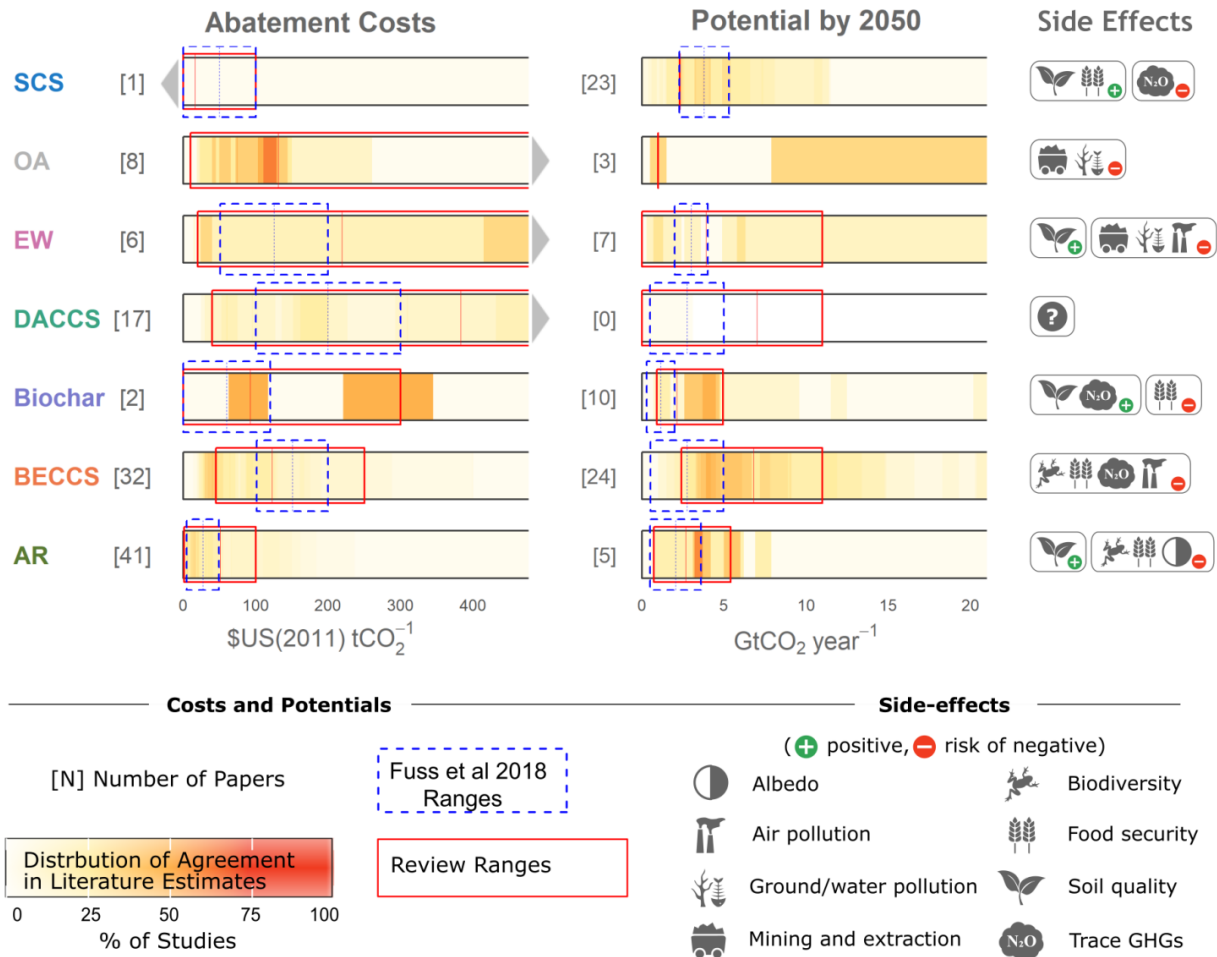 Abatement Costs Potential by 2050 Side Effects
SCS [1] [23] N₂O
OA [8] [3]
EW [6] [7]
DACCS [17] [0] ?
Biochar [2] [10] N₂O
BECCS [32] [24] N₂O
AR [41] [5]
0 100 200 300 400 0 5 10 15 20
$US(2011) tCO₂⁻¹ GtCO₂ year⁻¹
Costs and Potentials Side-effects
(+ positive, − risk of negative)
[N] Number of Papers
Fuss et al 2018
Ranges
Albedo Biodiversity
Air pollution Food security
Distrbution of Agreement
in Literature Estimates
0 25 50 75 100
% of Studies
Review Ranges
Ground/water pollution Soil quality
Mining and extraction N₂O Trace GHGs